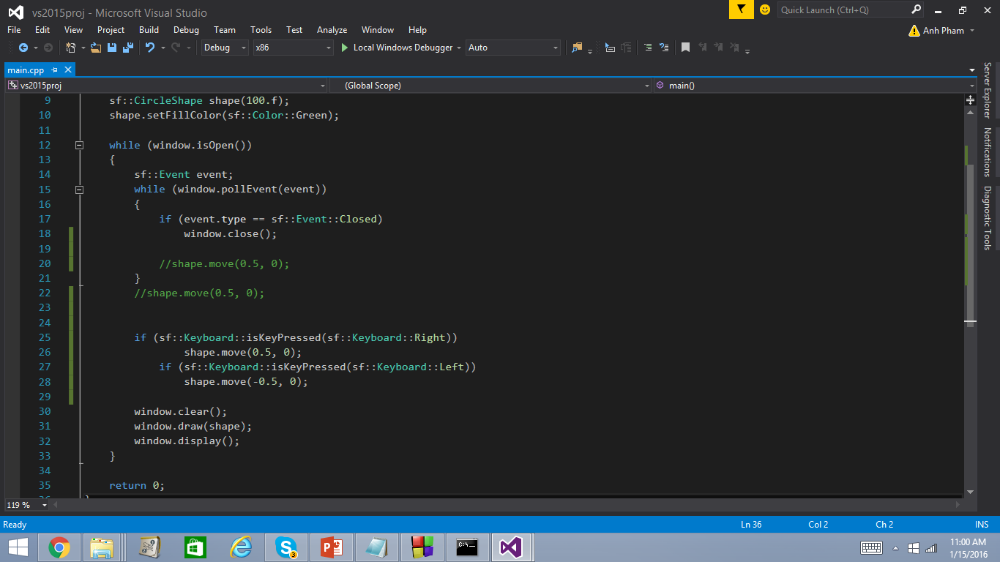 vs2015proj - Microsoft Visual Studio
Quick Launch (Ctrl+Q)
File Edit View Project Build Debug Team Tools Test Analyze Window Help
Anh Pham
Debug x86 Local Windows Debugger Auto
main.cpp
vs2015proj (Global Scope) main()
9 sf::CircleShape shape(100.f);
10 shape.setFillColor(sf::Color::Green);
11
12 while (window.isOpen())
13 {
14 sf::Event event;
15 while (window.pollEvent(event))
16 {
17 if (event.type == sf::Event::Closed)
18 window.close();
19
20 //shape.move(0.5, 0);
21 }
22 //shape.move(0.5, 0);
23
24
25 if (sf::Keyboard::isKeyPressed(sf::Keyboard::Right))
26 shape.move(0.5, 0);
27 if (sf::Keyboard::isKeyPressed(sf::Keyboard::Left))
28 shape.move(-0.5, 0);
29
30 window.clear();
31 window.draw(shape);
32 window.display();
33 }
34
35 return 0;
Server Explorer
Notifications
Diagnostic Tools
119 %
Ready Ln 36 Col 2 Ch 2 INS
3
11:00 AM
1/15/2016